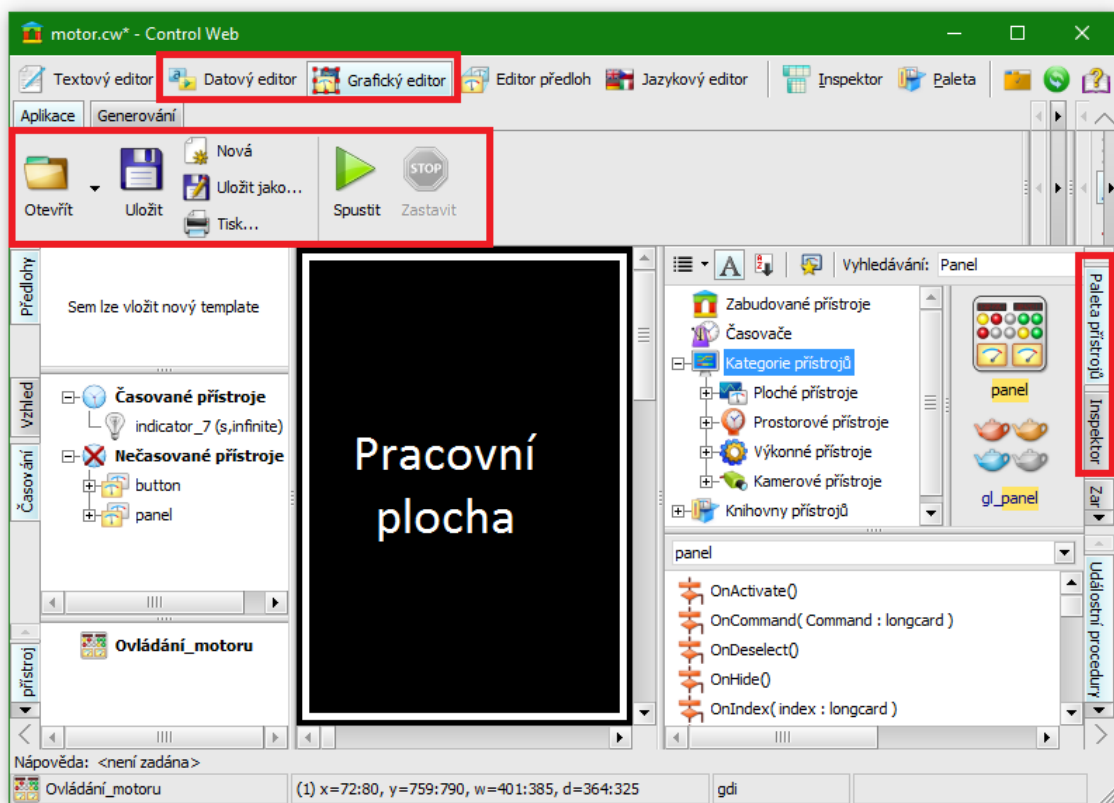 motor.cw* - Control Web
Textový editor Datový editor Grafický editor Editor předloh Jazykový editor Inspektor Paleta
Aplikace Generování
Otevřít Uložit Nová Uložit jako... Tisk... Spustit STOP Zastavit
Předlohy
Sem lze vložit nový template
Vzhled
Časování
Časované přístroje
indicator_7 (s,infinite)
Nečasované přístroje
button
panel
přístroj
Ovládání_motoru
Pracovní
plocha
Vyhledávání: Panel
Zabudované přístroje
Časovače
Kategorie přístrojů
Ploché přístroje
Prostorové přístroje
Výkonné přístroje
Kamerové přístroje
Knihovny přístrojů
panel
gl_panel
Paleta přístrojů
Inspektor
Zar
panel
OnActivate()
OnCommand( Command : longcard )
OnDeselect()
OnHide()
OnIndex( index : longcard )
Událostní procedury
Nápověda: <není zadána>
Ovládání_motoru (1) x=72:80, y=759:790, w=401:385, d=364:325 gdi